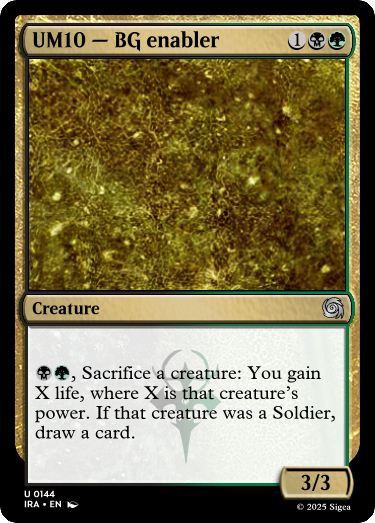 UM10 — BG enabler 1
Creature
, Sacrifice a creature: You gain
X life, where X is that creature's
power. If that creature was a Soldier,
draw a card.
3/3
U 0144
IRA • EN
© 2025 Sigea